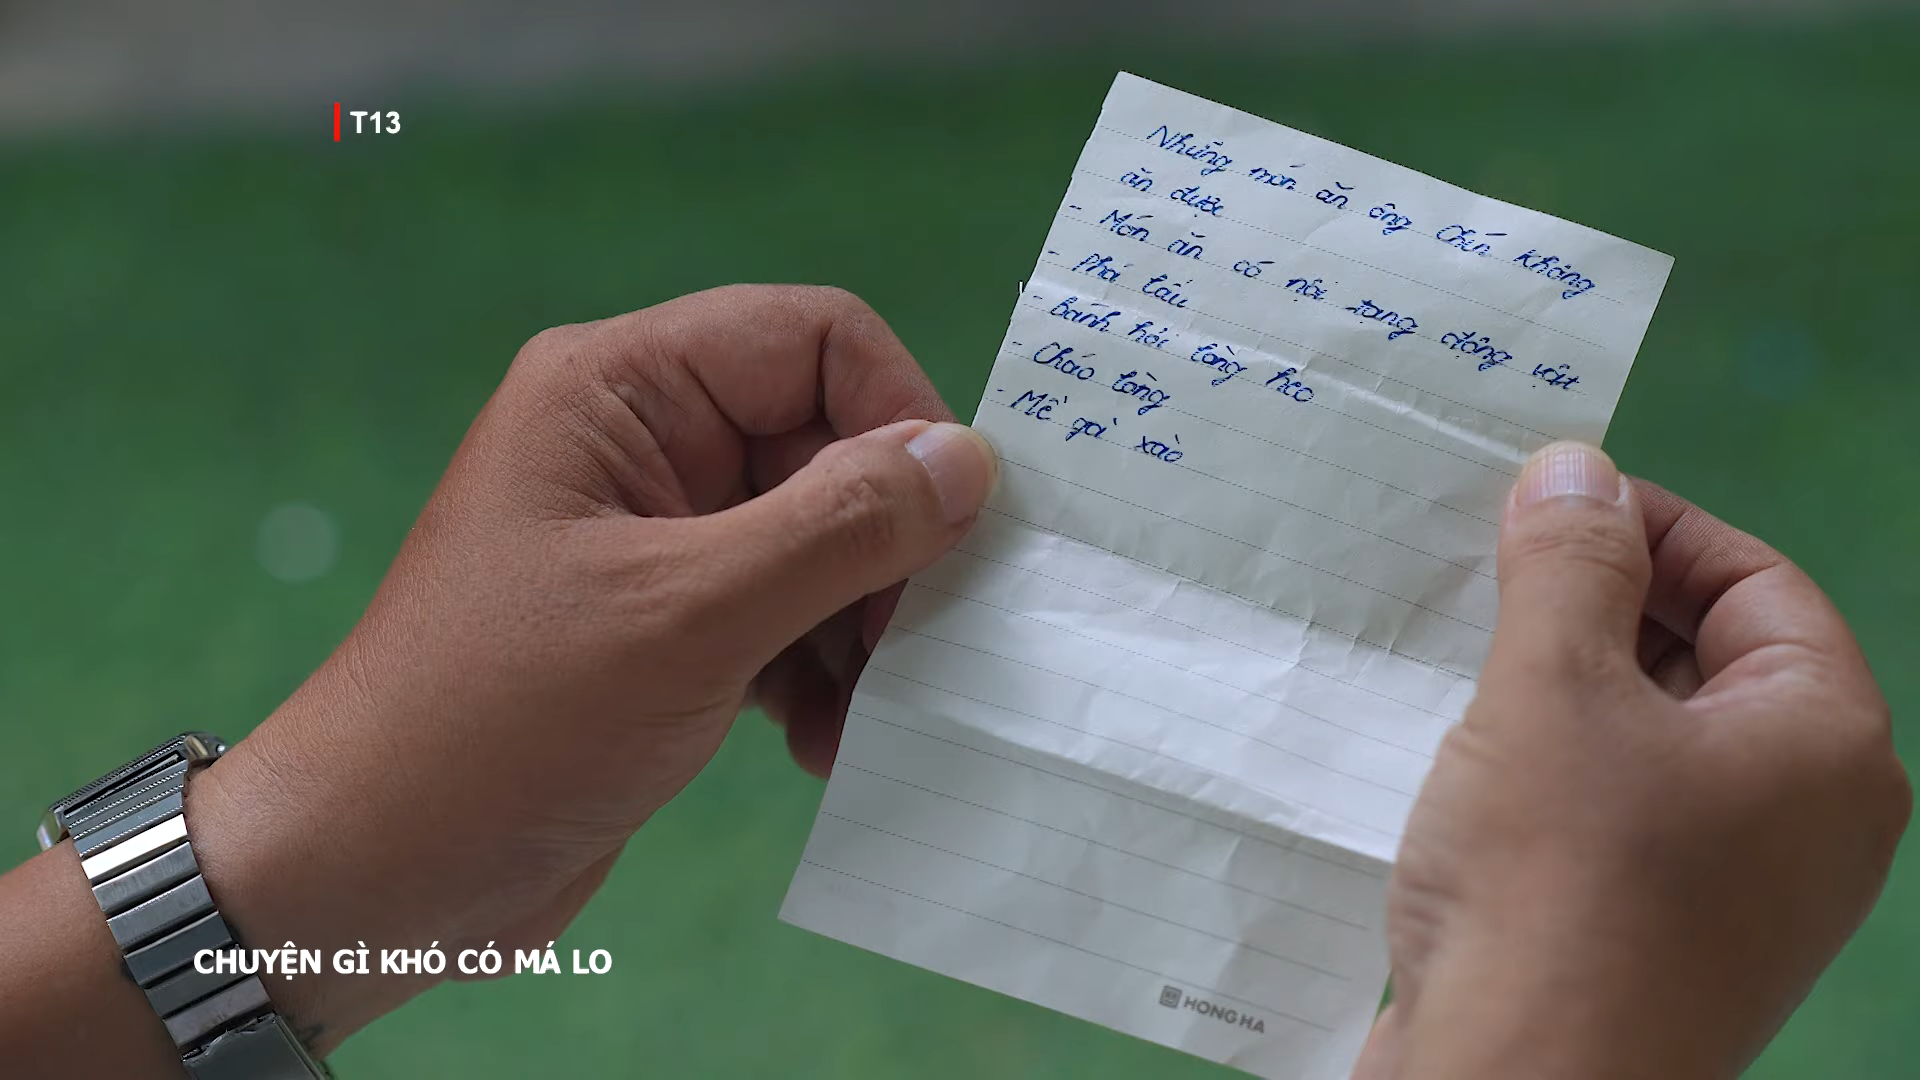 T13
Những món ăn ông Chín không
ăn được
- Món ăn có nội tạng động vật
- Phá lấu
- Bánh hỏi lòng heo
- Cháo lòng
- Mề gà xào
CHUYỆN GÌ KHÓ CÓ MÁ LO
HONG HA